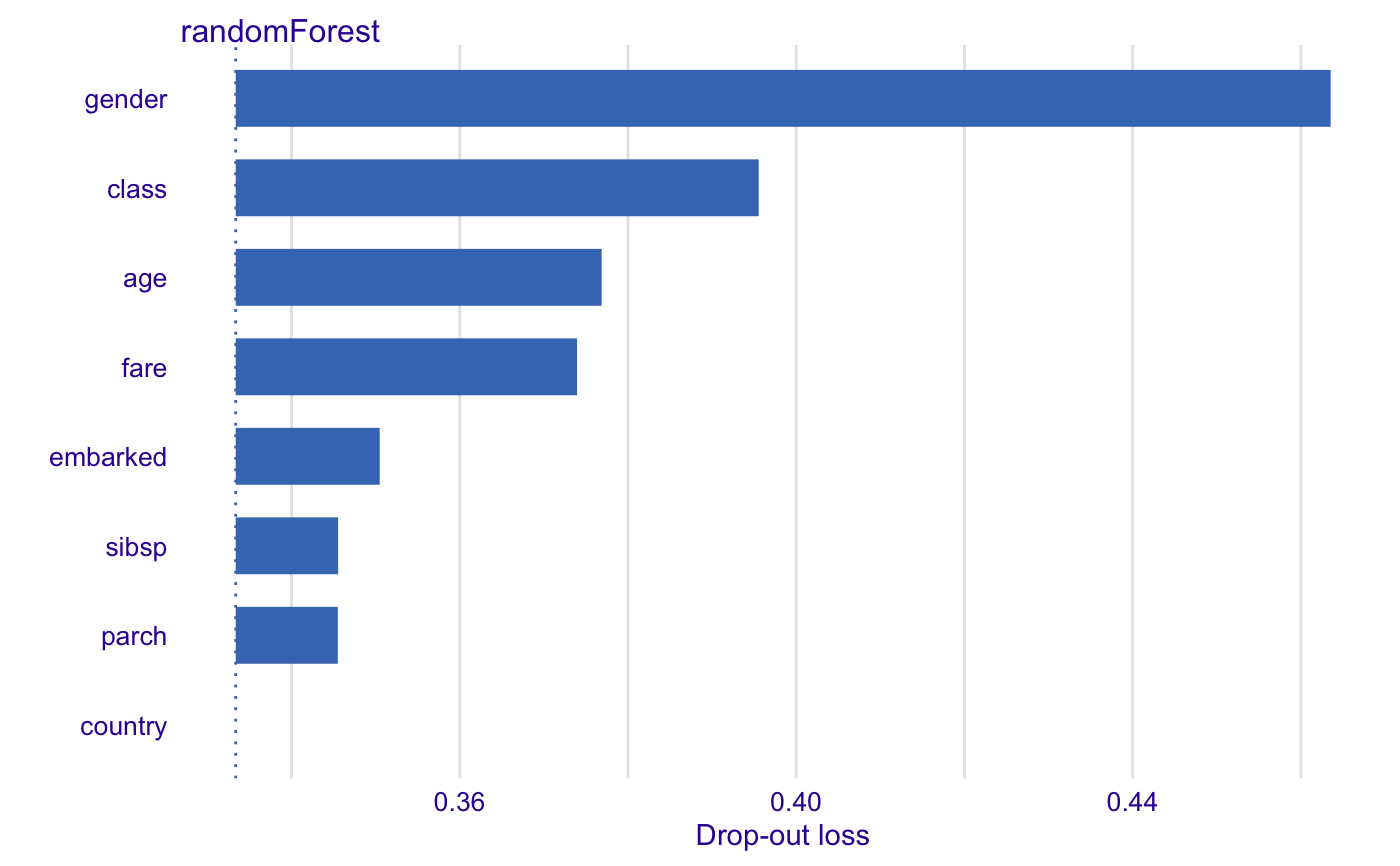 randomForest
gender
class
age
fare
embarked
sibsp
parch
country
0.36 0.40 0.44
Drop-out loss